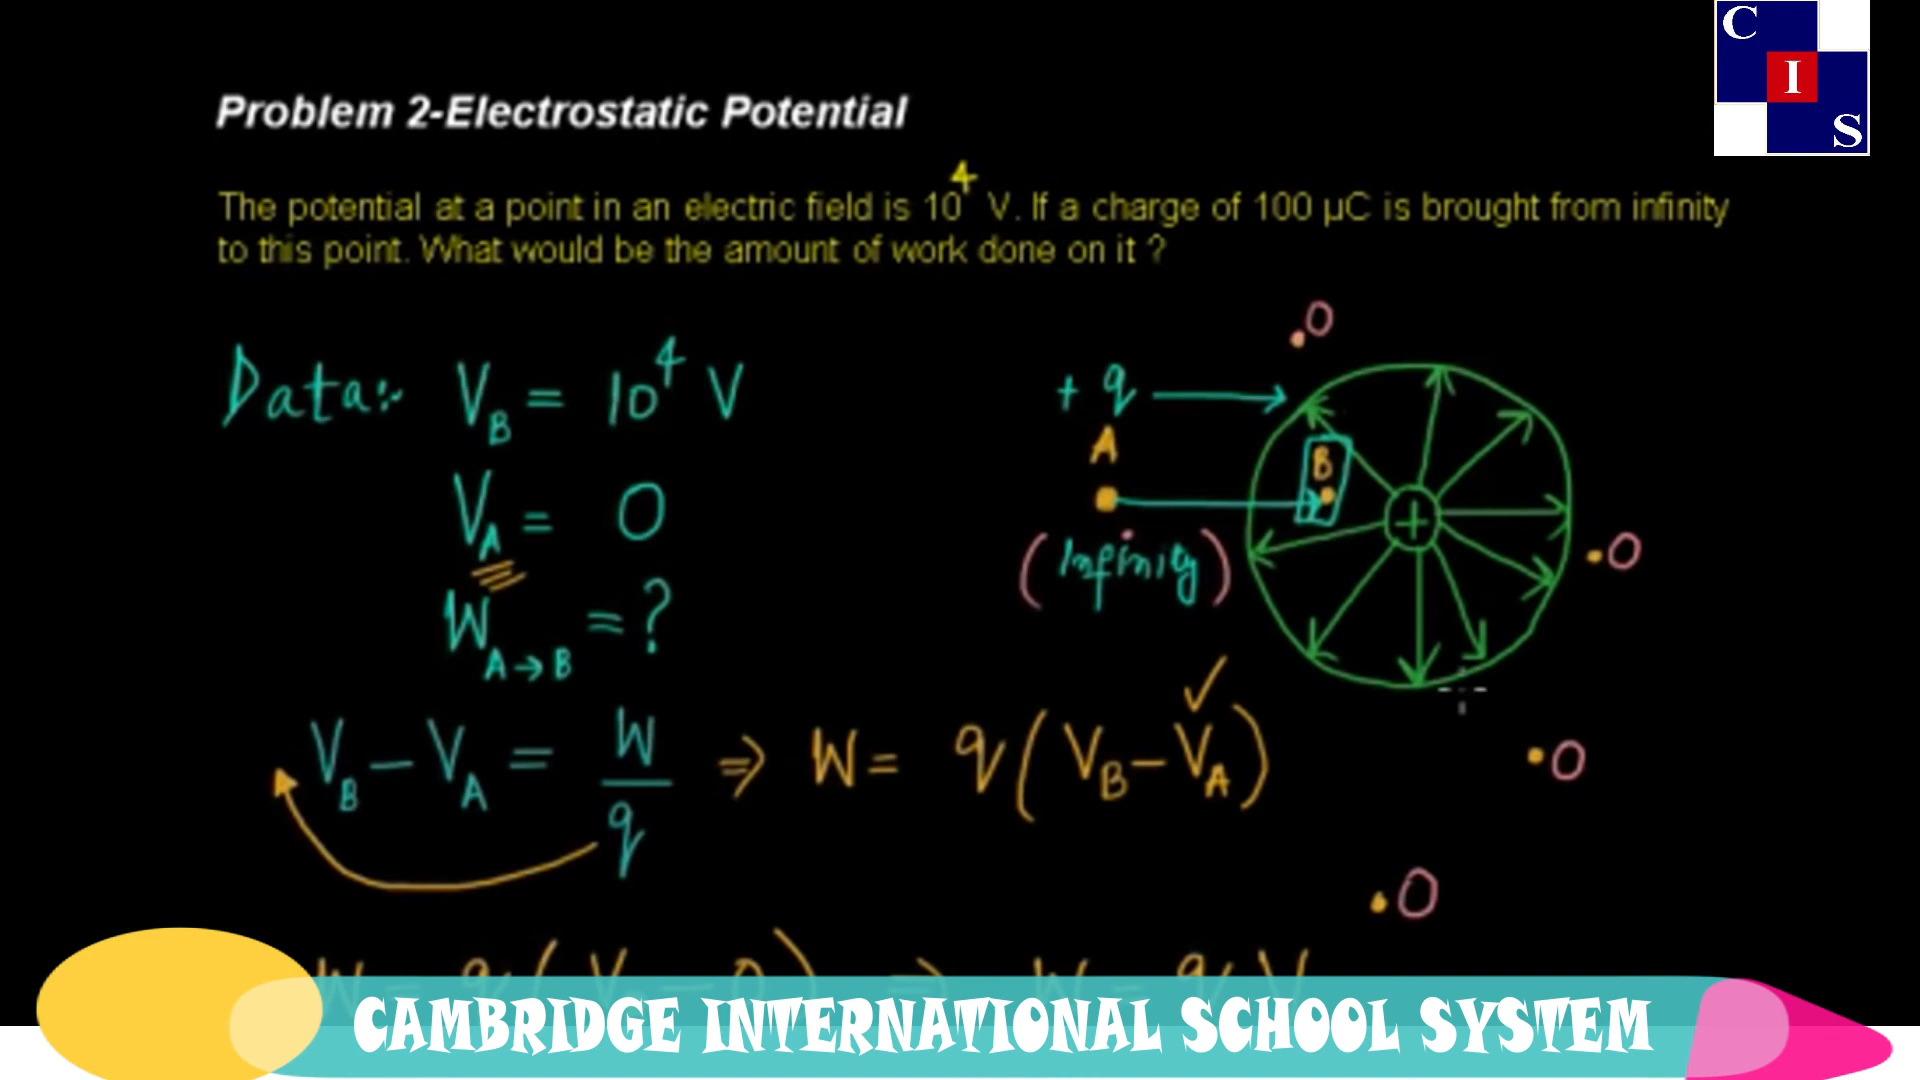 C
I
S
Problem 2-Electrostatic Potential
The potential at a point in an electric field is 10⁴ V. If a charge of 100 µC is brought from infinity
to this point. What would be the amount of work done on it ?
Data:- V_B = 10⁴ V
V_A = 0
W_A→B = ?
.0
+ q →
A
B
(Infinity)
+
.0
V_B - V_A = W/q ⇒ W = q(V_B - V_A)
✓
.0
.0
CAMBRIDGE INTERNATIONAL SCHOOL SYSTEM